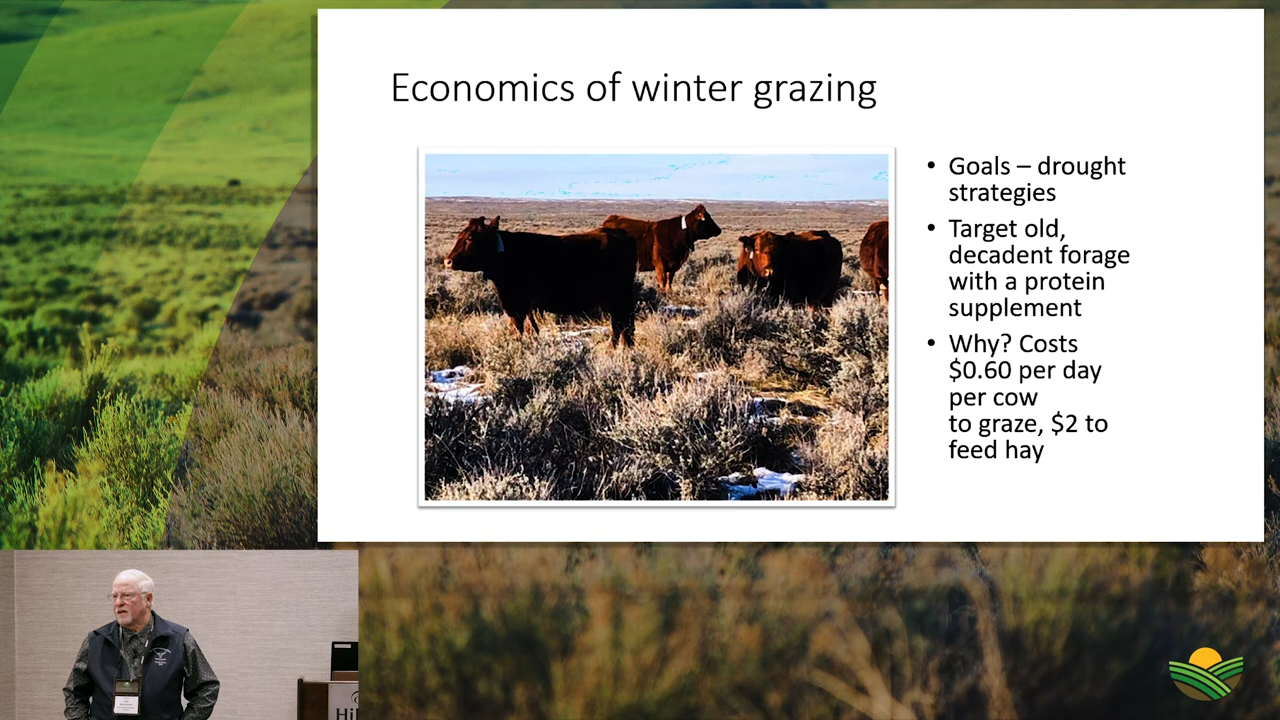 Economics of winter grazing
• Goals – drought
strategies
• Target old,
decadent forage
with a protein
supplement
• Why? Costs
$0.60 per day
per cow
to graze, $2 to
feed hay